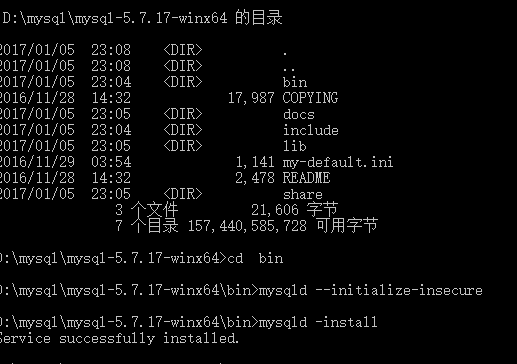 D:\mysql\mysql-5.7.17-winx64 的目录
2017/01/05 23:08 <DIR> .
2017/01/05 23:08 <DIR> ..
2017/01/05 23:04 <DIR> bin
2016/11/28 14:32 17,987 COPYING
2017/01/05 23:05 <DIR> docs
2017/01/05 23:04 <DIR> include
2017/01/05 23:05 <DIR> lib
2016/11/29 03:54 1,141 my-default.ini
2016/11/28 14:32 2,478 README
2017/01/05 23:05 <DIR> share
3 个文件 21,606 字节
7 个目录 157,440,585,728 可用字节
D:\mysql\mysql-5.7.17-winx64>cd bin
D:\mysql\mysql-5.7.17-winx64\bin>mysqld --initialize-insecure
D:\mysql\mysql-5.7.17-winx64\bin>mysqld -install
Service successfully installed.